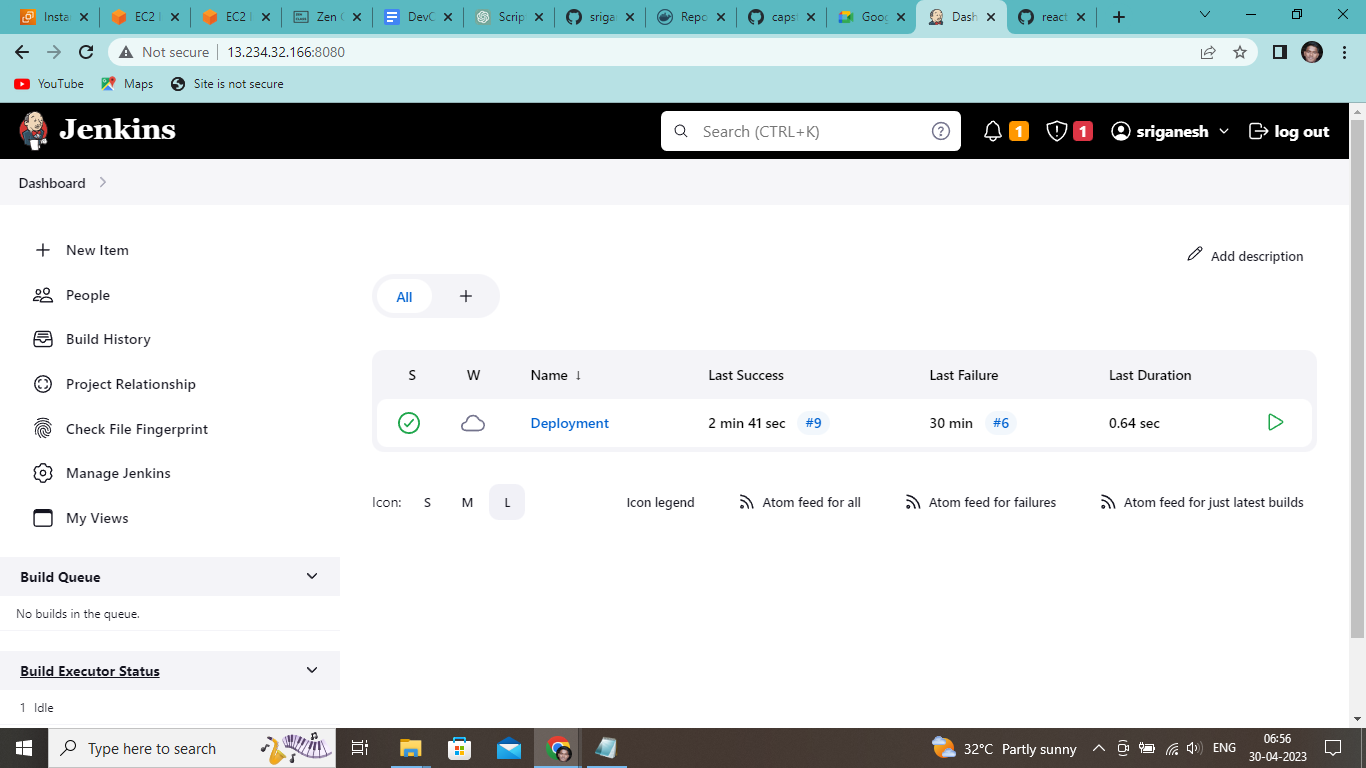 Insta
EC2
EC2
Zen
DevC
Scrip
sriga
Repo
caps
Goog
Dash
react
Not secure
13.234.32.166:8080
YouTube
Maps
Site is not secure
Jenkins
Search (CTRL+K)
1
1
sriganesh
log out
Dashboard
New Item
People
Build History
Project Relationship
Check File Fingerprint
Manage Jenkins
My Views
Build Queue
No builds in the queue.
Build Executor Status
1 Idle
Add description
All
S W Name ↓ Last Success Last Failure Last Duration
Deployment 2 min 41 sec #9 30 min #6 0.64 sec
Icon: S M L
Icon legend
Atom feed for all
Atom feed for failures
Atom feed for just latest builds
Type here to search
32°C Partly sunny
ENG
06:56
30-04-2023